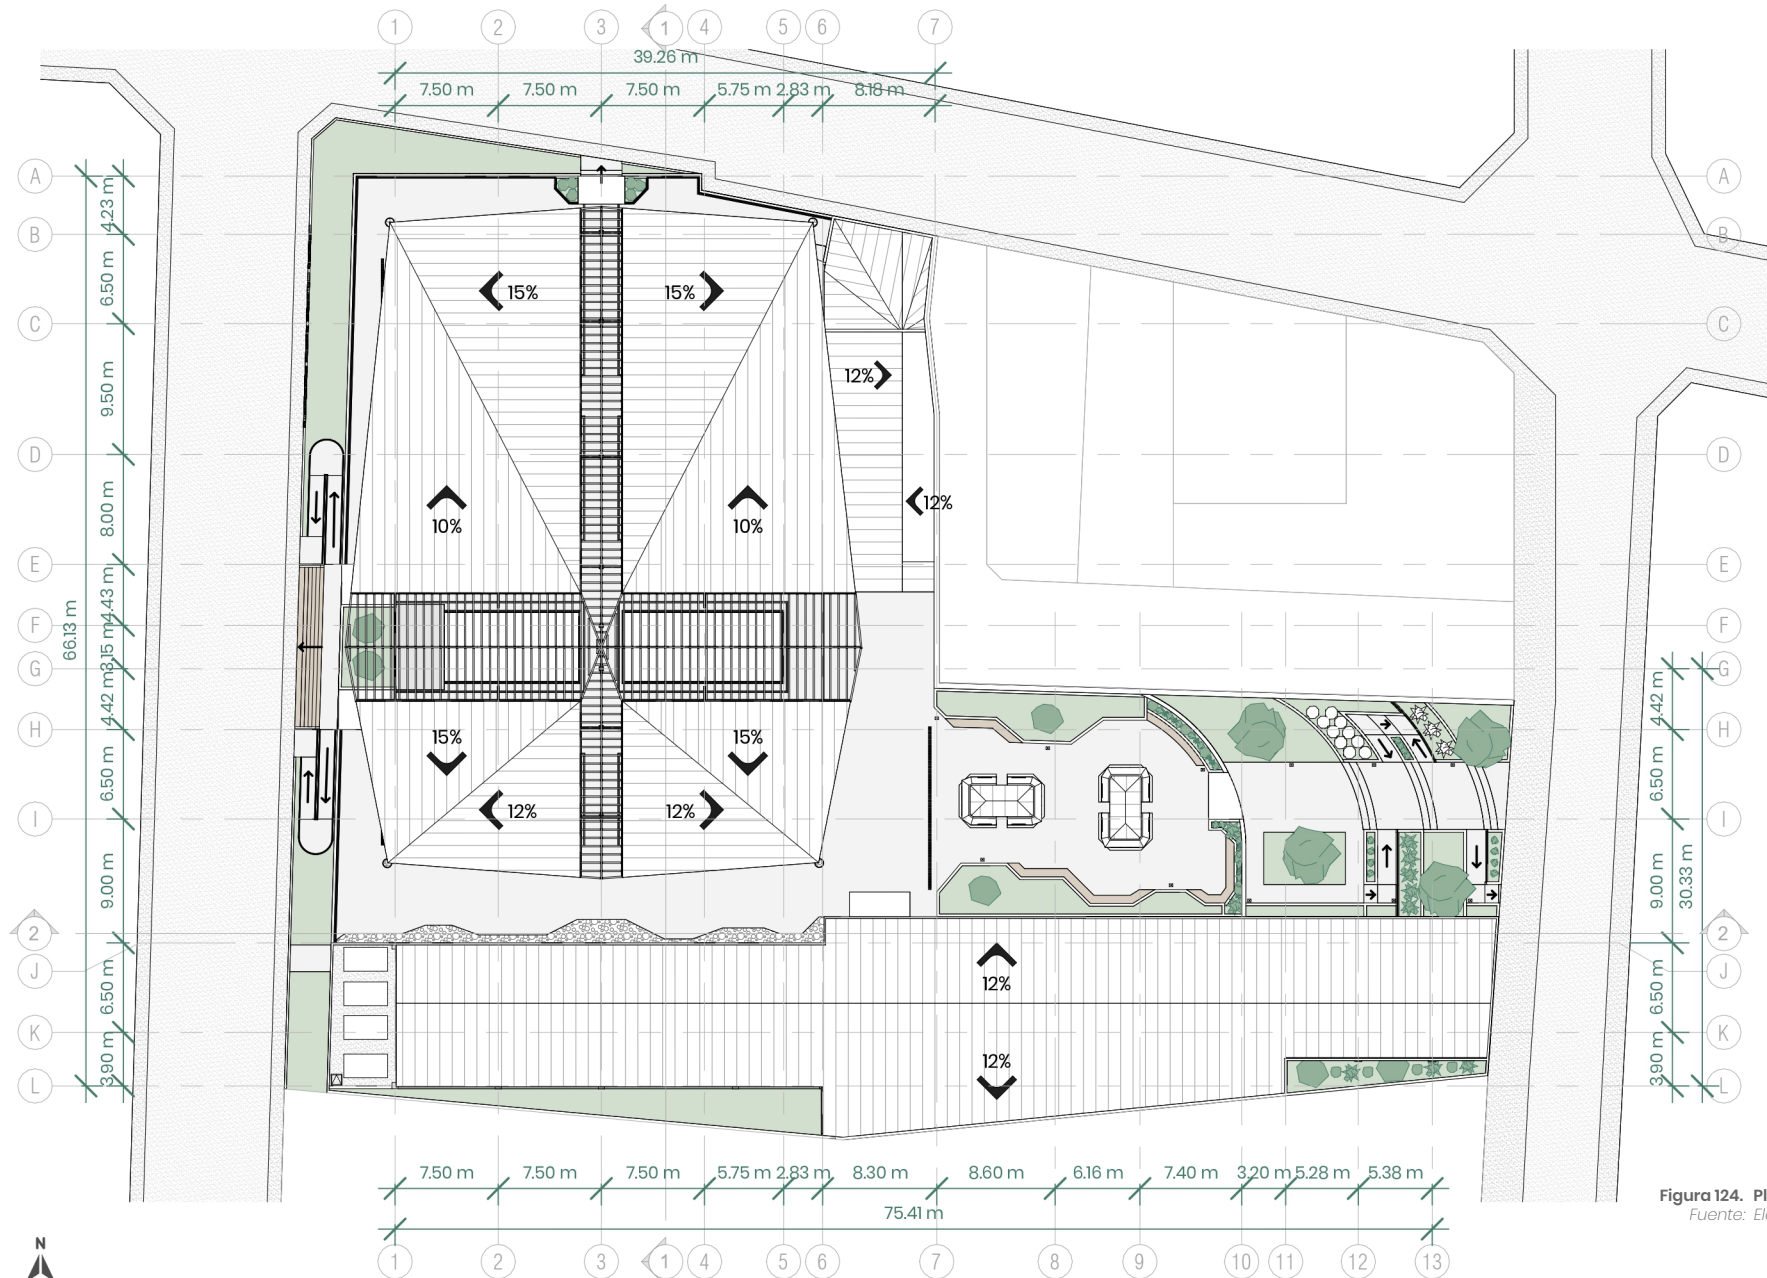 1 2 3 1 4 5 6 7
39.26 m
7.50 m 7.50 m 7.50 m 5.75 m 2.83 m 8.18 m
A A
4.23 m
B B
6.50 m
15% 15%
C C
9.50 m
12%
D D
8.00 m
10% 10% 12%
E E
4.43 m
F F
66.13 m
3.15 m
G G
4.42 m 4.42 m
H H
15% 15%
6.50 m 6.50 m
12% 12%
I I
9.00 m 9.00 m
30.33 m
2 2
J J
12%
6.50 m 6.50 m
K K
12%
3.90 m 3.90 m
L L
7.50 m 7.50 m 7.50 m 5.75 m 2.83 m 8.30 m 8.60 m 6.16 m 7.40 m 3.20 m 5.28 m 5.38 m
75.41 m
1 2 3 1 4 5 6 7 8 9 10 11 12 13
Figura 124. Pl
Fuente: Ela
N